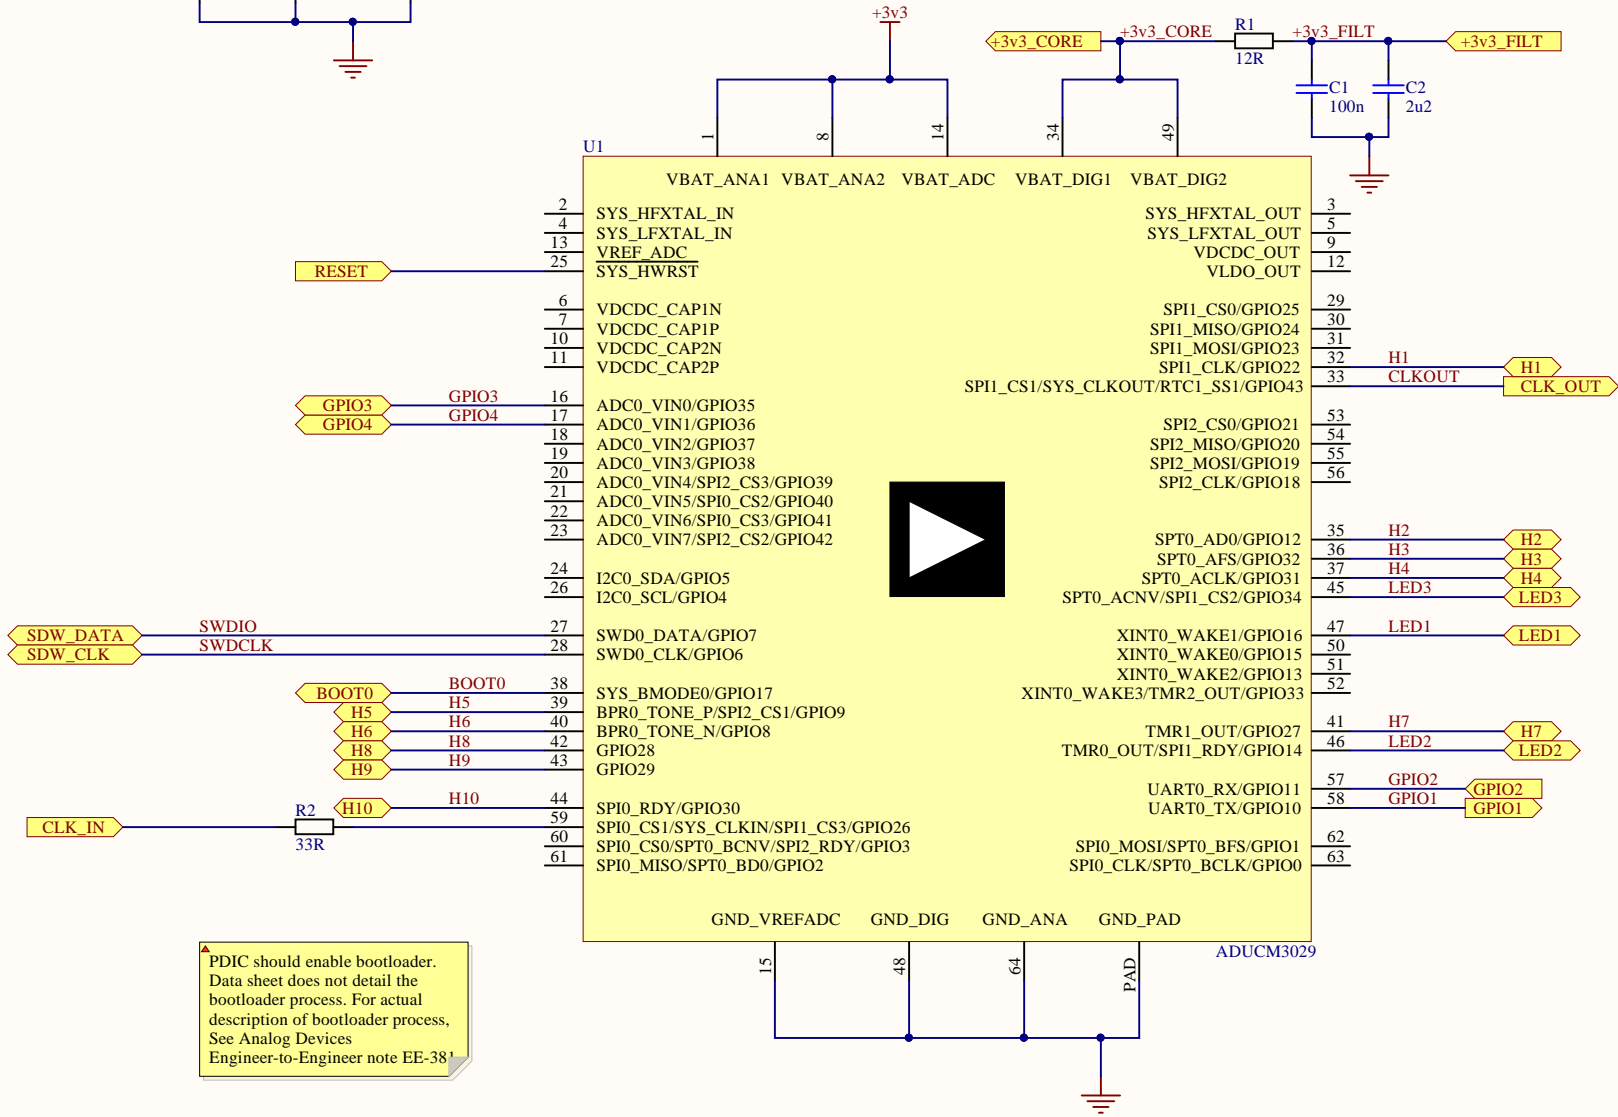 +3v3
+3v3_CORE
+3v3_CORE
R1
12R
+3v3_FILT
+3v3_FILT
C1
100n
C2
2u2
U1
1
8
14
34
49
VBAT_ANA1
VBAT_ANA2
VBAT_ADC
VBAT_DIG1
VBAT_DIG2
2 SYS_HFXTAL_IN
4 SYS_LFXTAL_IN
13 VREF_ADC
RESET 25 SYS_HWRST
6 VDCDC_CAP1N
7 VDCDC_CAP1P
10 VDCDC_CAP2N
11 VDCDC_CAP2P
GPIO3 GPIO3 16 ADC0_VIN0/GPIO35
GPIO4 GPIO4 17 ADC0_VIN1/GPIO36
18 ADC0_VIN2/GPIO37
19 ADC0_VIN3/GPIO38
20 ADC0_VIN4/SPI2_CS3/GPIO39
21 ADC0_VIN5/SPI0_CS2/GPIO40
22 ADC0_VIN6/SPI0_CS3/GPIO41
23 ADC0_VIN7/SPI2_CS2/GPIO42
24 I2C0_SDA/GPIO5
26 I2C0_SCL/GPIO4
SDW_DATA SWDIO 27 SWD0_DATA/GPIO7
SDW_CLK SWDCLK 28 SWD0_CLK/GPIO6
BOOT0 BOOT0 38 SYS_BMODE0/GPIO17
H5 H5 39 BPR0_TONE_P/SPI2_CS1/GPIO9
H6 H6 40 BPR0_TONE_N/GPIO8
H8 H8 42 GPIO28
H9 H9 43 GPIO29
H10 H10 44 SPI0_RDY/GPIO30
CLK_IN R2 33R 59 SPI0_CS1/SYS_CLKIN/SPI1_CS3/GPIO26
60 SPI0_CS0/SPT0_BCNV/SPI2_RDY/GPIO3
61 SPI0_MISO/SPT0_BD0/GPIO2
SYS_HFXTAL_OUT 3
SYS_LFXTAL_OUT 5
VDCDC_OUT 9
VLDO_OUT 12
SPI1_CS0/GPIO25 29
SPI1_MISO/GPIO24 30
SPI1_MOSI/GPIO23 31
SPI1_CLK/GPIO22 32 H1 H1
SPI1_CS1/SYS_CLKOUT/RTC1_SS1/GPIO43 33 CLKOUT CLK_OUT
SPI2_CS0/GPIO21 53
SPI2_MISO/GPIO20 54
SPI2_MOSI/GPIO19 55
SPI2_CLK/GPIO18 56
SPT0_AD0/GPIO12 35 H2 H2
SPT0_AFS/GPIO32 36 H3 H3
SPT0_ACLK/GPIO31 37 H4 H4
SPT0_ACNV/SPI1_CS2/GPIO34 45 LED3 LED3
XINT0_WAKE1/GPIO16 47 LED1 LED1
XINT0_WAKE0/GPIO15 50
XINT0_WAKE2/GPIO13 51
XINT0_WAKE3/TMR2_OUT/GPIO33 52
TMR1_OUT/GPIO27 41 H7 H7
TMR0_OUT/SPI1_RDY/GPIO14 46 LED2 LED2
UART0_RX/GPIO11 57 GPIO2 GPIO2
UART0_TX/GPIO10 58 GPIO1 GPIO1
SPI0_MOSI/SPT0_BFS/GPIO1 62
SPI0_CLK/SPT0_BCLK/GPIO0 63
GND_VREFADC
GND_DIG
GND_ANA
GND_PAD
15
48
64
PAD
ADUCM3029
PDIC should enable bootloader.
Data sheet does not detail the
bootloader process. For actual
description of bootloader process,
See Analog Devices
Engineer-to-Engineer note EE-381